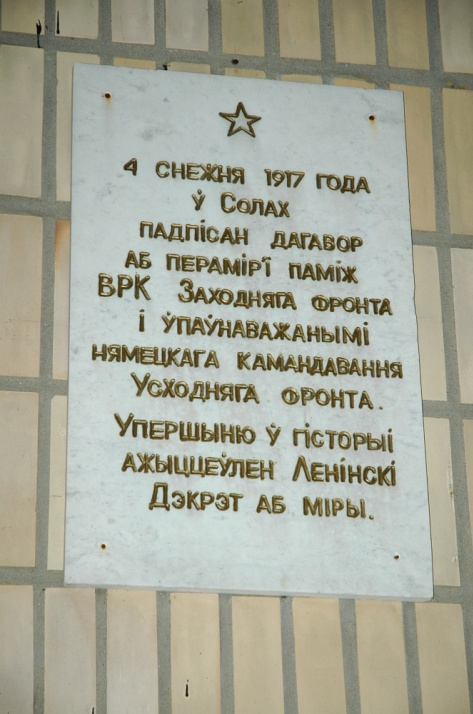 4 снежня 1917 года
ў Солах
падпісан дагавор
аб перамір'і паміж
ВРК Заходняга фронта
і ўпаўнаважанымі
нямецкага камандавання
Усходняга фронта.
Упершыню ў гісторыі
ажыццеўлен Ленінскі
Дэкрэт аб міры.